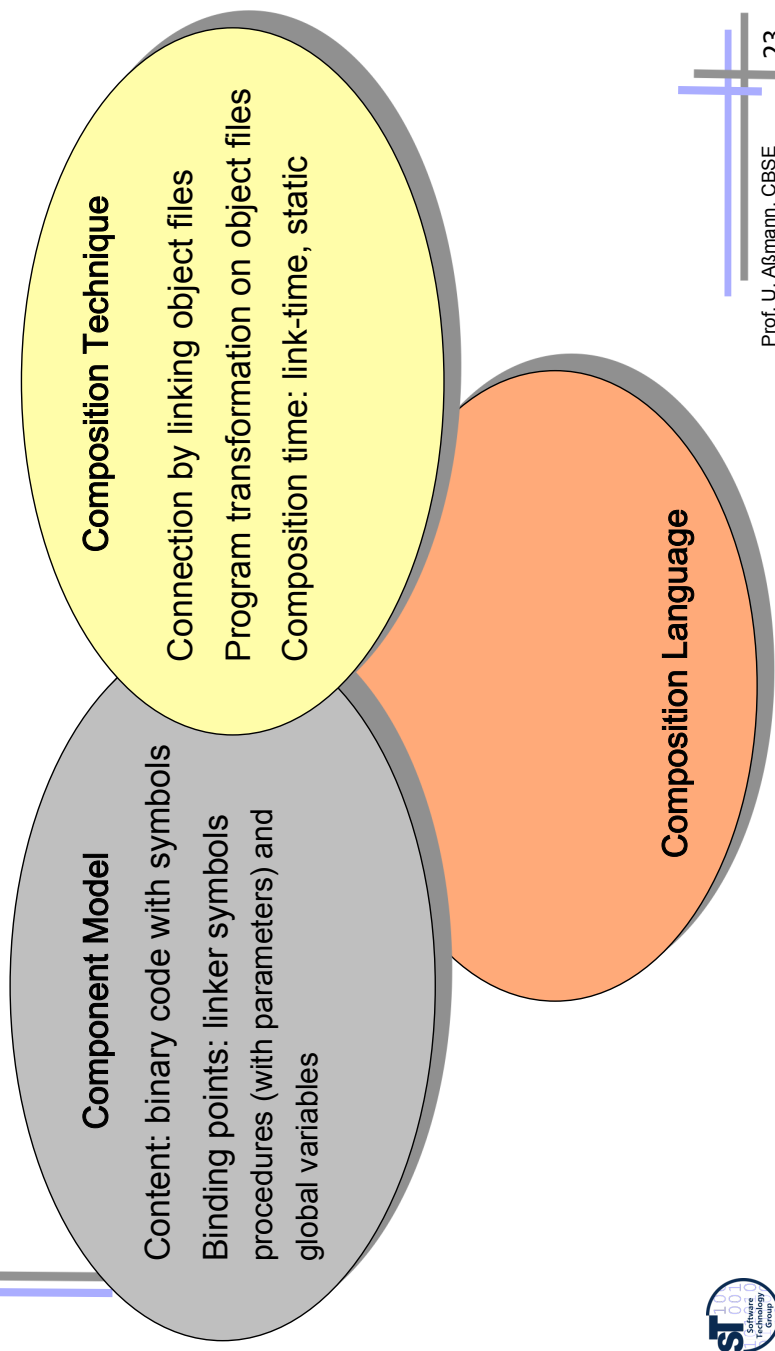 Component Model
Content: binary code with symbols
Binding points: linker symbols
procedures (with parameters) and
global variables
Composition Technique
Connection by linking object files
Program transformation on object files
Composition time: link-time, static
Composition Language
Software
Technology
Group
Prof. U. Aßmann, CBSE
23